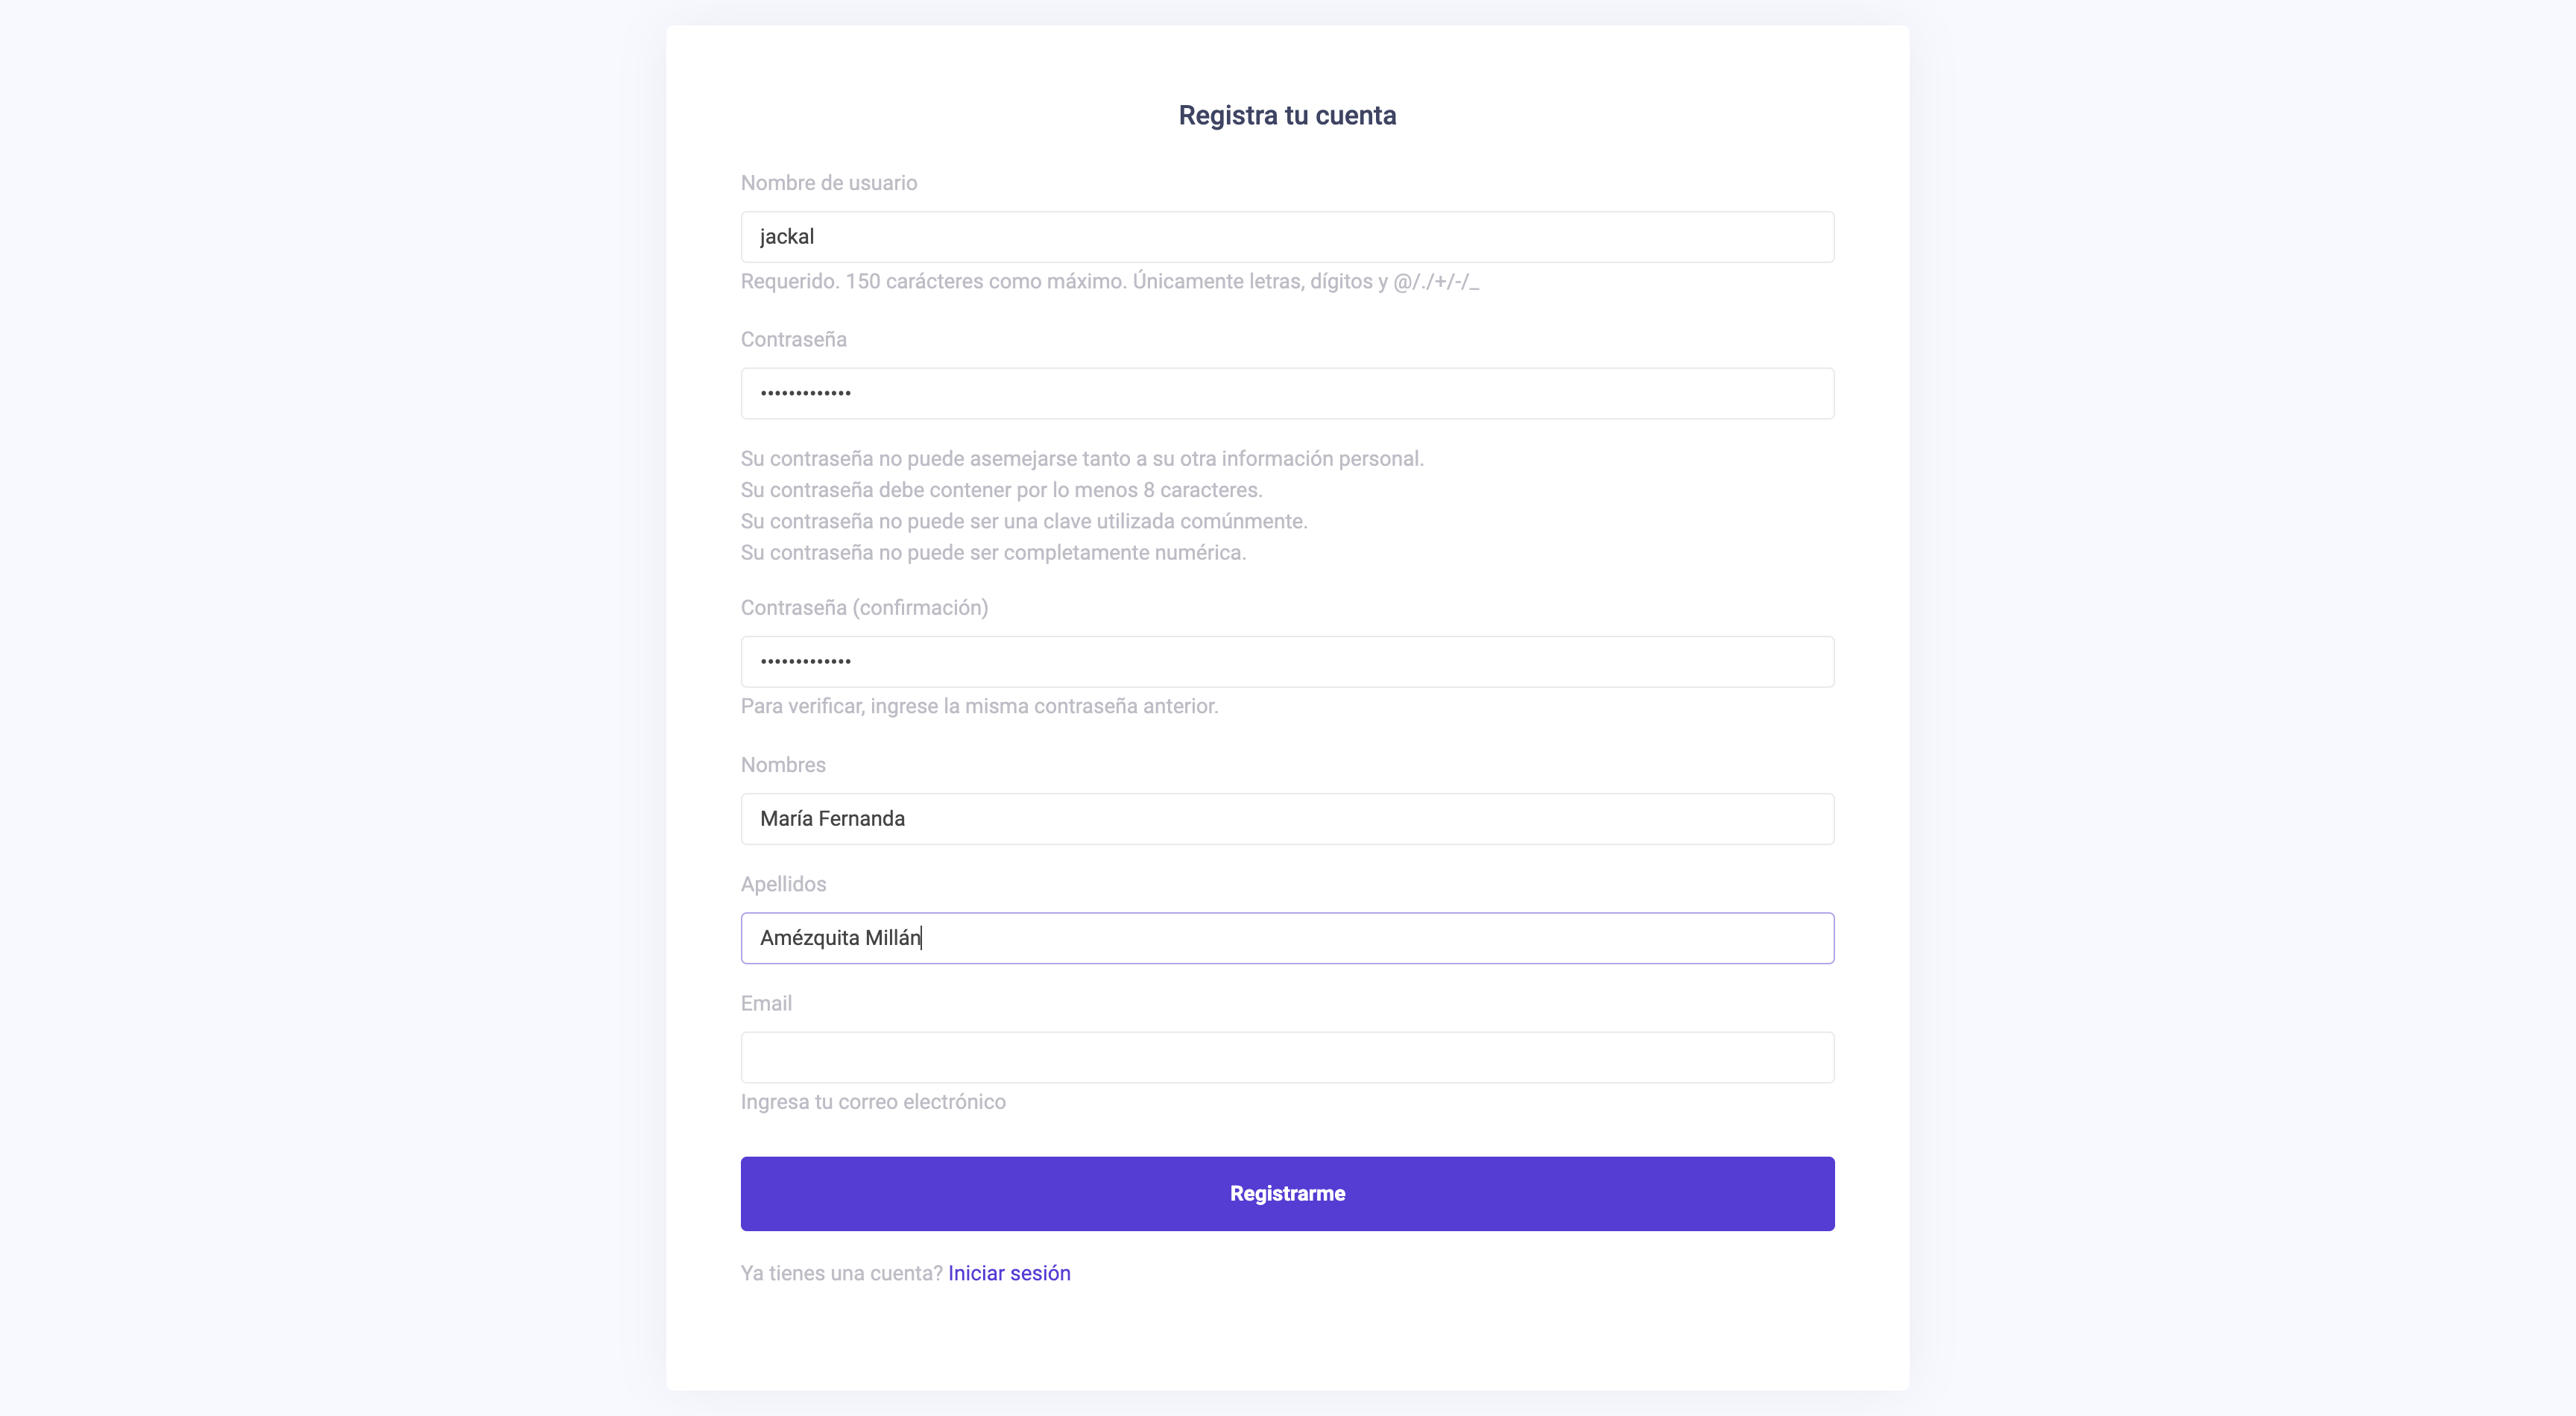 Registra tu cuenta
Nombre de usuario
jackal
Requerido. 150 carácteres como máximo. Únicamente letras, dígitos y @/./+/-/_
Contraseña
•••••••••••••
Su contraseña no puede asemejarse tanto a su otra información personal.
Su contraseña debe contener por lo menos 8 caracteres.
Su contraseña no puede ser una clave utilizada comúnmente.
Su contraseña no puede ser completamente numérica.
Contraseña (confirmación)
•••••••••••••
Para verificar, ingrese la misma contraseña anterior.
Nombres
María Fernanda
Apellidos
Amézquita Millán
Email
Ingresa tu correo electrónico
Registrarme
Ya tienes una cuenta? Iniciar sesión